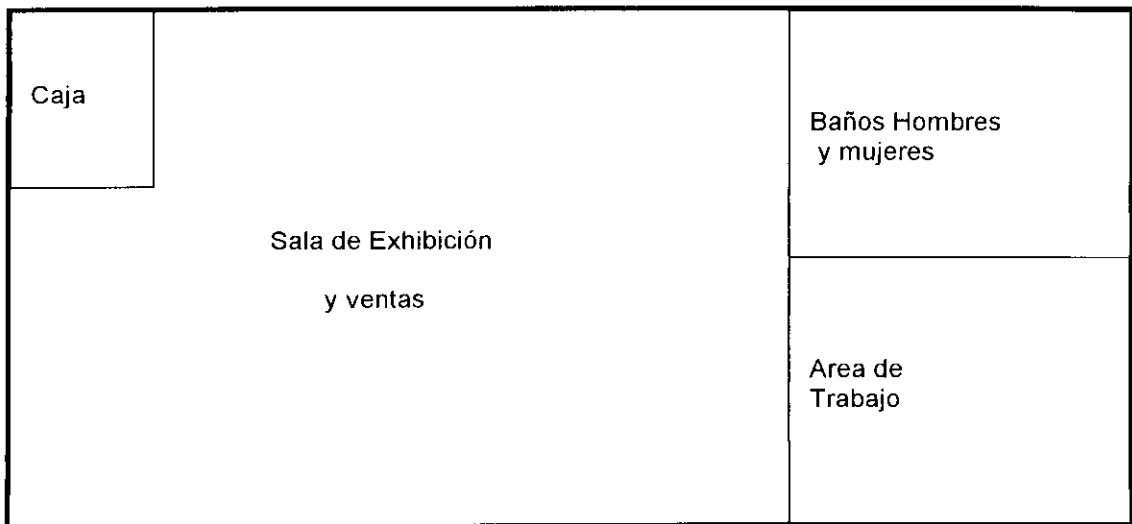 Caja
Baños Hombres
y mujeres
Sala de Exhibición
y ventas
Area de
Trabajo